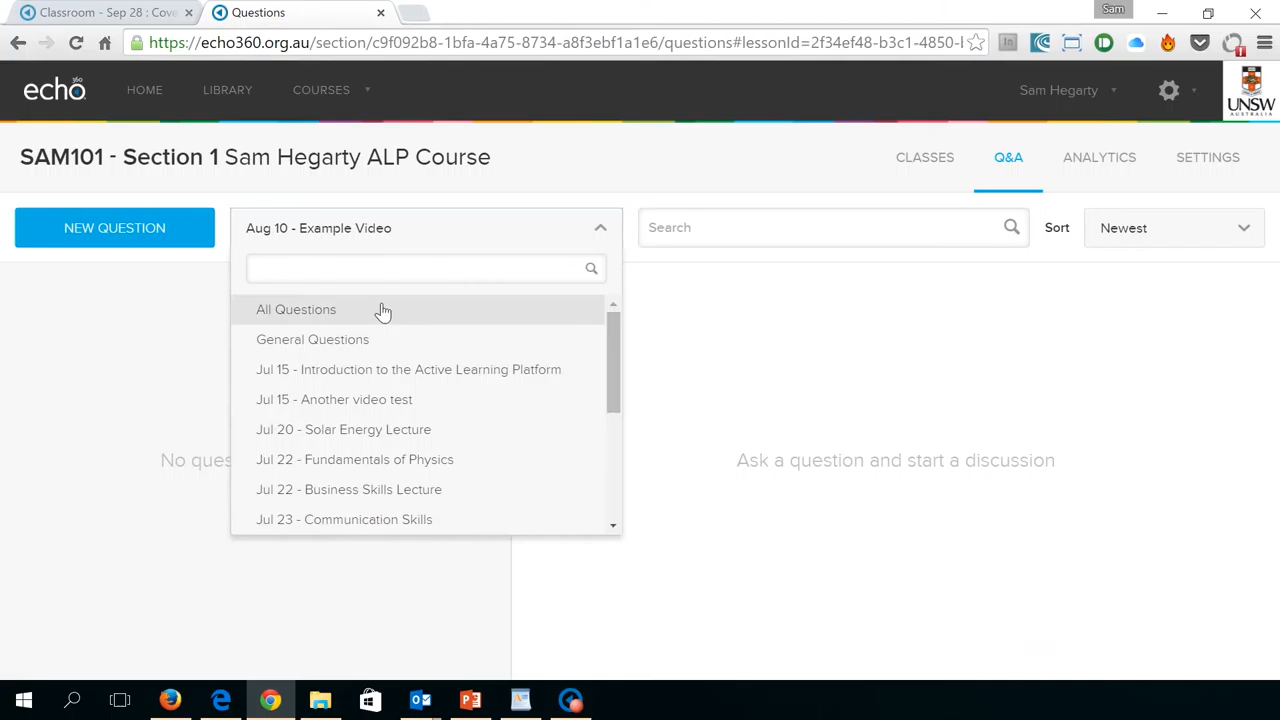 Classroom - Sep 28 : Cove
Questions
Sam
https://echo360.org.au/section/c9f092b8-1bfa-4a75-8734-a8f3ebf1a1e6/questions#lessonId=2f34ef48-b3c1-4850-l
echo360
HOME
LIBRARY
COURSES
Sam Hegarty
UNSW
AUSTRALIA
SAM101 - Section 1 Sam Hegarty ALP Course
CLASSES
Q&A
ANALYTICS
SETTINGS
NEW QUESTION
Aug 10 - Example Video
Search
Sort
Newest
All Questions
General Questions
Jul 15 - Introduction to the Active Learning Platform
Jul 15 - Another video test
Jul 20 - Solar Energy Lecture
Jul 22 - Fundamentals of Physics
Jul 22 - Business Skills Lecture
Jul 23 - Communication Skills
No ques
Ask a question and start a discussion